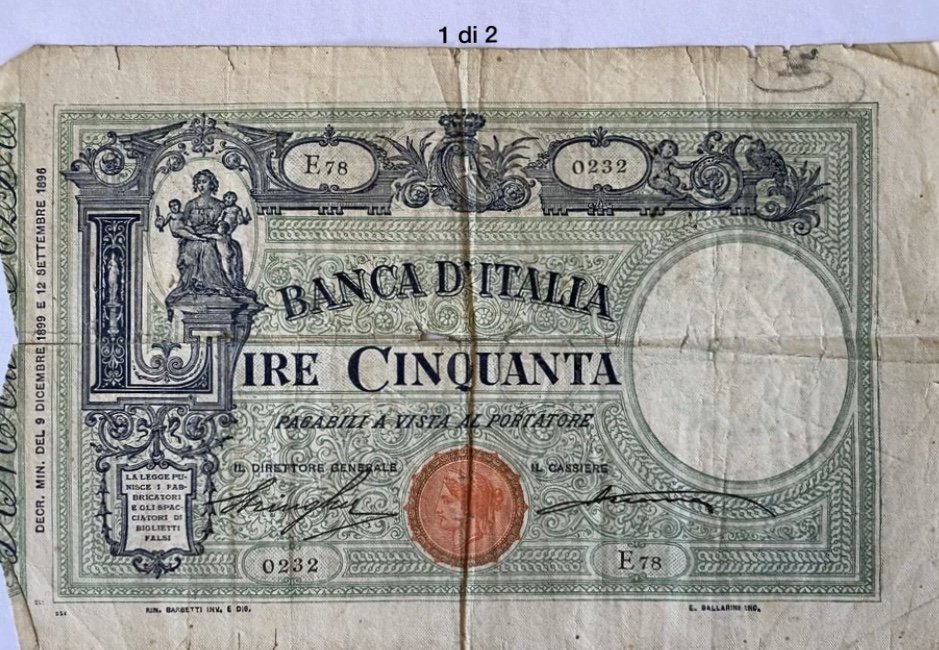 1 di 2
E 78
0232
DECR. MIN. DEL 9 DICEMBRE 1899 E 12 SETTEMBRE 1896
BANCA D'ITALIA
LIRE CINQUANTA
PAGABILI A VISTA AL PORTATORE
IL DIRETTORE GENERALE
IL CASSIERE
LA LEGGE PU-
NISCE I FAB-
BRICATORI
E GLI SPAC-
CIATORI DI
BIGLIETTI
FALSI
0232
E 78
RIN. BARBETTI INV. E DIS.
E. BALLARINI INC.